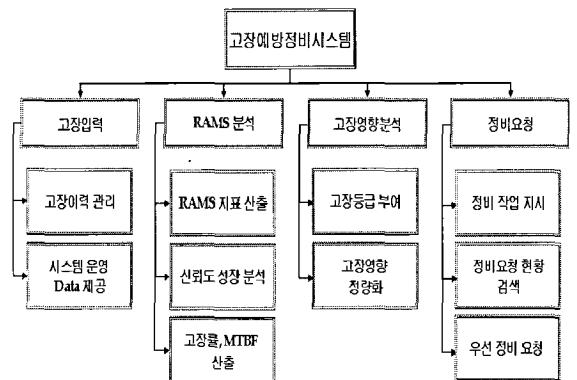 고장예방정비시스템
고장입력
RAMS 분석
고장영향분석
정비요청
고장이력 관리
시스템 운영
Data 제공
RAMS 지표 산출
신뢰도 성장 분석
고장률, MTBF
산출
고장등급 부여
고장영향
정량화
정비 작업 지시
정비요청 현황
검색
우선 정비 요청